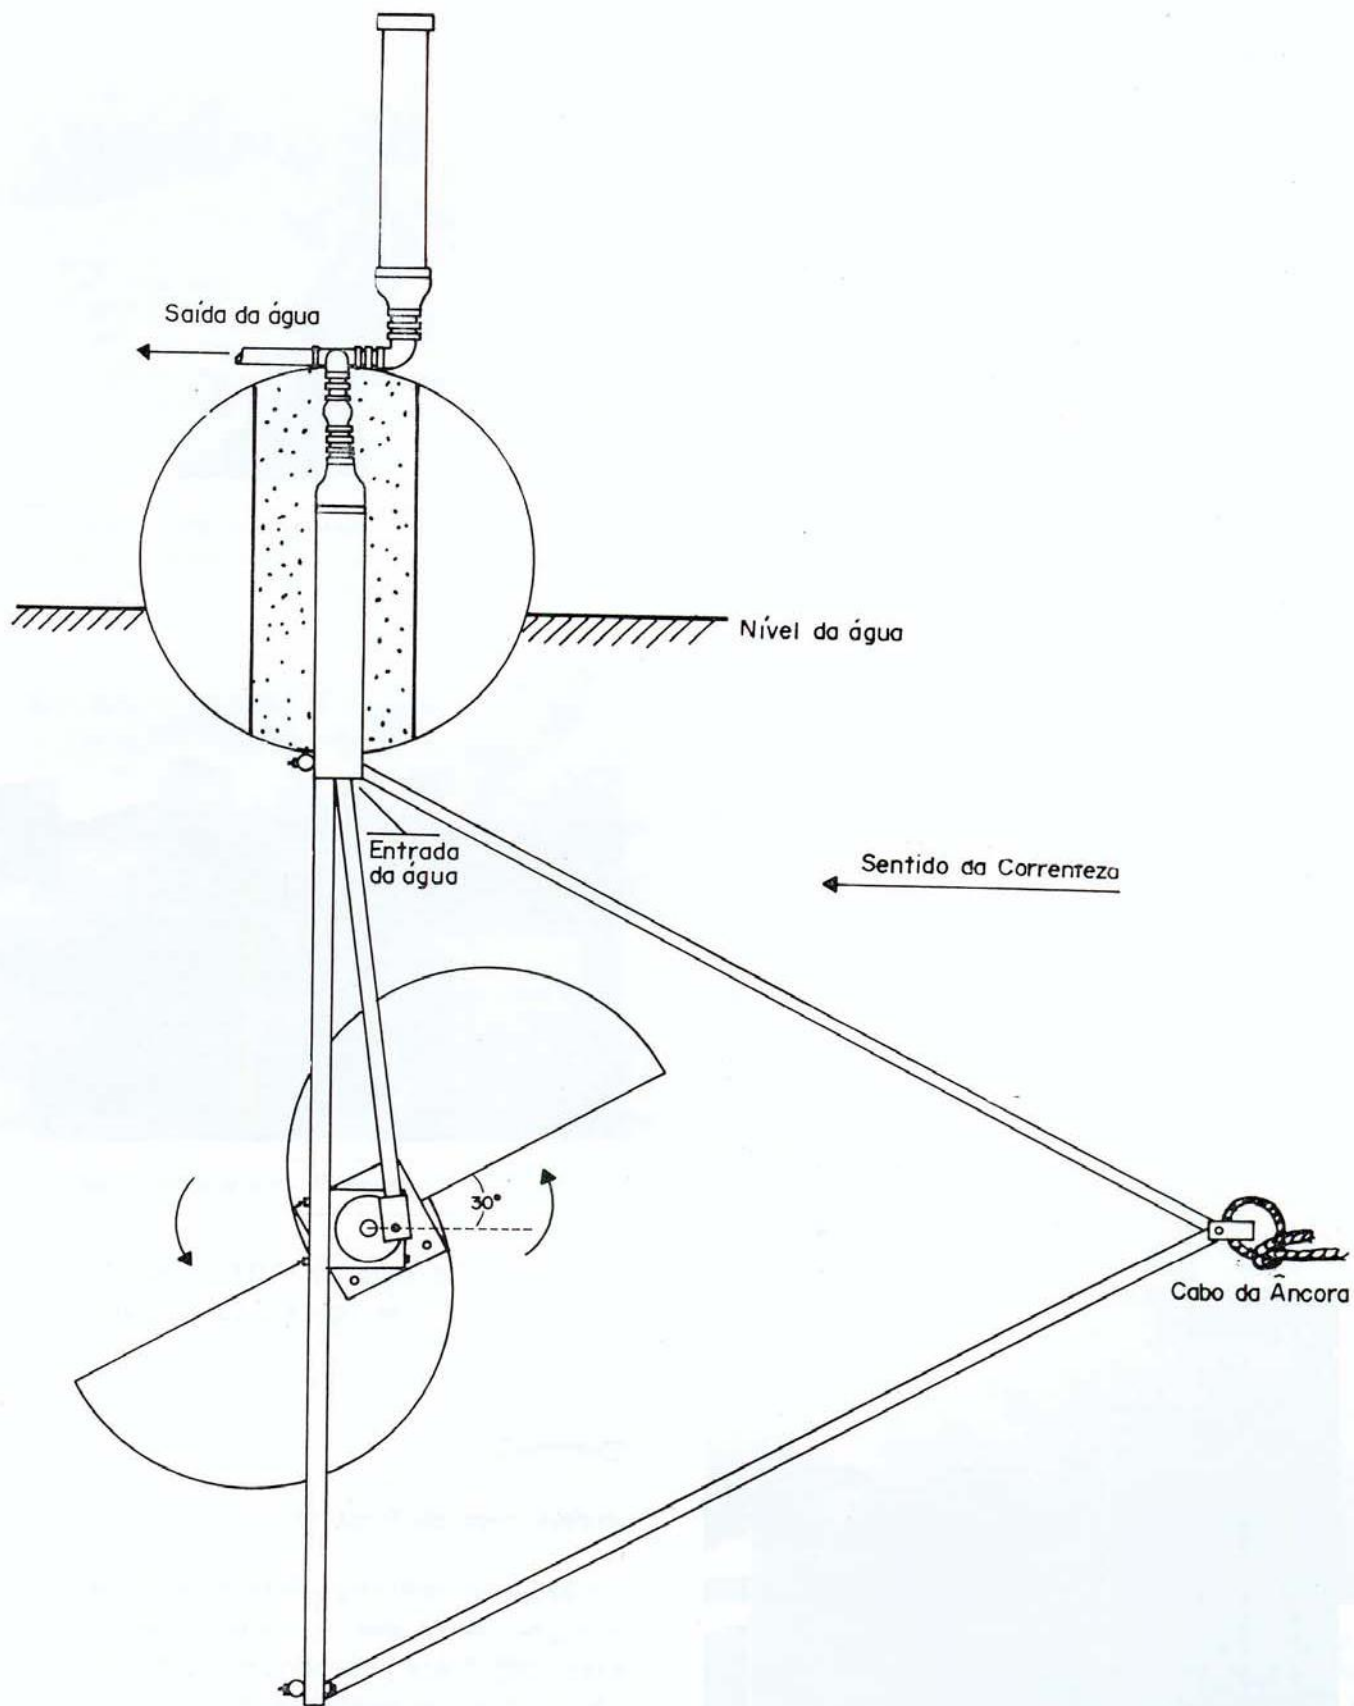 Saída da água
Nível da água
Entrada
da água
Sentido da Correnteza
30°
Cabo da Âncora